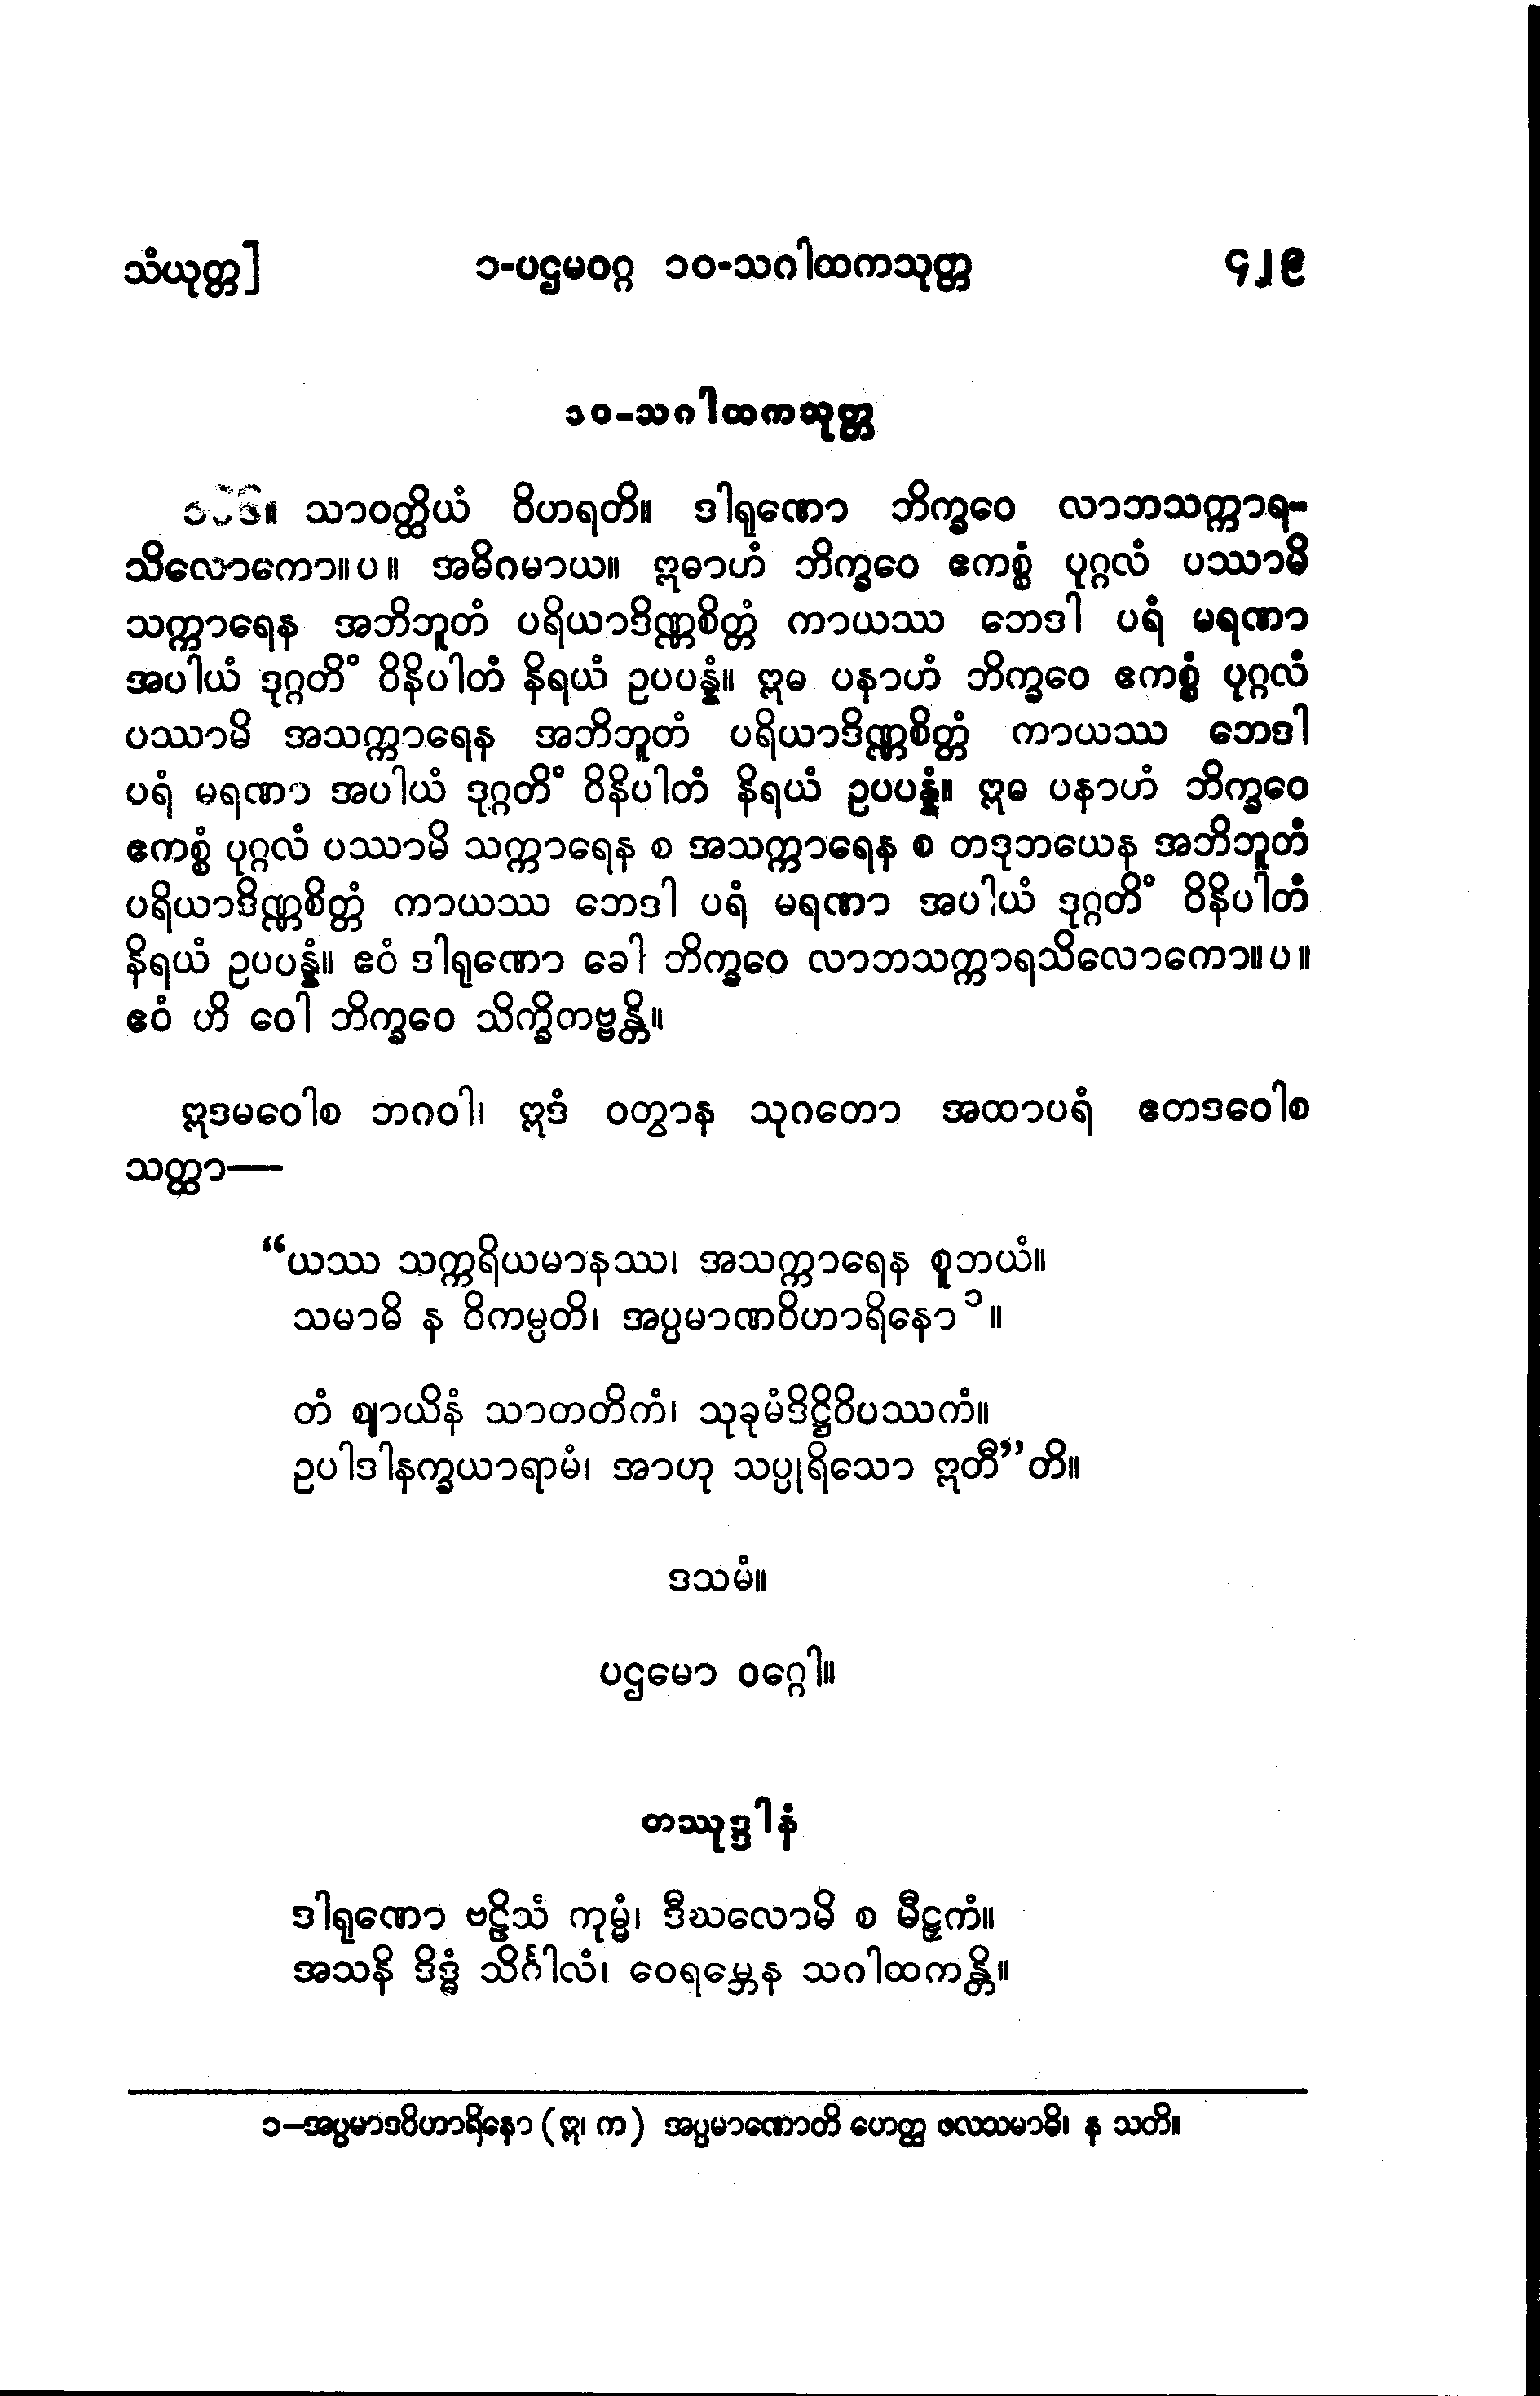 သံယုတ္တ] ၁-ပဌမဝဂ္ဂ ၁၀-သဂါထကသုတ္တ ၄၂၉
၁၀-သဂါထကသုတ္တ
သာဝတ္ထိယံ ဝိဟရတိ။ ဒါရုဏော ဘိက္ခဝေ လာဘသက္ကာရ-
သိလောကော။ပ။ အဓိဂမာယ။ ဣဓာဟံ ဘိက္ခဝေ ဧကစ္စံ ပုဂ္ဂလံ ပဿာမိ
သက္ကာရေန အဘိဘူတံ ပရိယာဒိဏ္ဏစိတ္တံ ကာယဿ ဘေဒါ ပရံ မရဏာ
အပါယံ ဒုဂ္ဂတိံ ဝိနိပါတံ နိရယံ ဥပပန္နံ။ ဣဓ ပနာဟံ ဘိက္ခဝေ ဧကစ္စံ ပုဂ္ဂလံ
ပဿာမိ အသက္ကာရေန အဘိဘူတံ ပရိယာဒိဏ္ဏစိတ္တံ ကာယဿ ဘေဒါ
ပရံ မရဏာ အပါယံ ဒုဂ္ဂတိံ ဝိနိပါတံ နိရယံ ဥပပန္နံ။ ဣဓ ပနာဟံ ဘိက္ခဝေ
ဧကစ္စံ ပုဂ္ဂလံ ပဿာမိ သက္ကာရေန စ အသက္ကာရေန စ တဒုဘယေန အဘိဘူတံ
ပရိယာဒိဏ္ဏစိတ္တံ ကာယဿ ဘေဒါ ပရံ မရဏာ အပါယံ ဒုဂ္ဂတိံ ဝိနိပါတံ
နိရယံ ဥပပန္နံ။ ဧဝံ ဒါရုဏော ခေါ ဘိက္ခဝေ လာဘသက္ကာရသိလောကော။ပ။
ဧဝံ ဟိ ဝေါ ဘိက္ခဝေ သိက္ခိတဗ္ဗန္တိ။
ဣဒမဝေါစ ဘဂဝါ၊ ဣဒံ ဝတွာန သုဂတော အထာပရံ ဧတဒဝေါစ
သတ္ထာ—
“ယဿ သက္ကရိယမာနဿ၊ အသက္ကာရေန စူဘယံ။
သမာဓိ န ဝိကမ္ပတိ၊ အပ္ပမာဏဝိဟာရိနော၁။
တံ ဈာယိနံ သာတတိကံ၊ သုခုမံဒိဋ္ဌိဝိပဿကံ။
ဥပါဒါနက္ခယာရာမံ၊ အာဟု သပ္ပုရိသော ဣတီ”တိ။
ဒသမံ။
ပဌမော ဝဂ္ဂေါ။
တဿုဒ္ဒါနံ
ဒါရုဏော ဗဠိသံ ကုမ္မံ၊ ဒီဃလောမိ စ မီဠှကံ။
အသနိ ဒိဒ္ဓံ သိင်္ဂါလံ၊ ဝေရမ္ဘေန သဂါထကန္တိ။
၁—အပ္ပမာဒဝိဟာရိနော (ဣ၊ က) အပ္ပမာဏောတိ ဟေတ္ထ ဖလသမာဓိ၊ န သတိ။